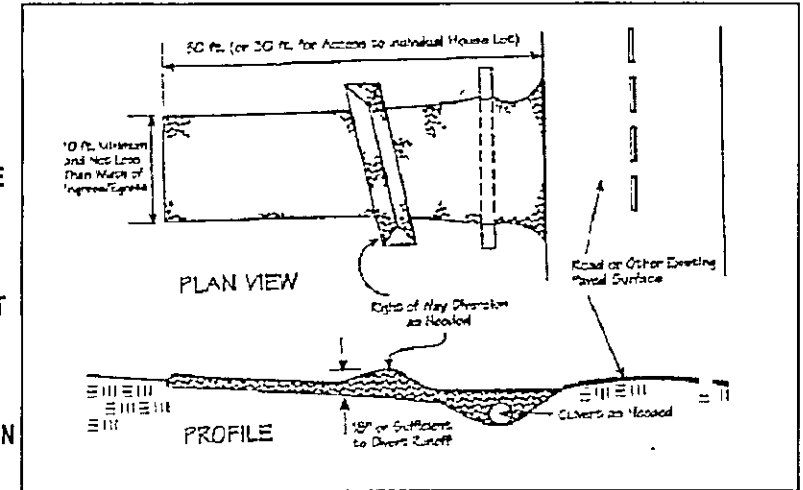 50 ft. (or 30 ft. for Access to Individual House Lot)
10 ft. Minimum
and Not Less
Than Width of
Ingress/Egress
E
PLAN VIEW
Road or Other Existing
Paved Surface
Right of Way Diversion
as Needed
T
Culvert as Needed
18" or Sufficient
to Divert Runoff
N
PROFILE